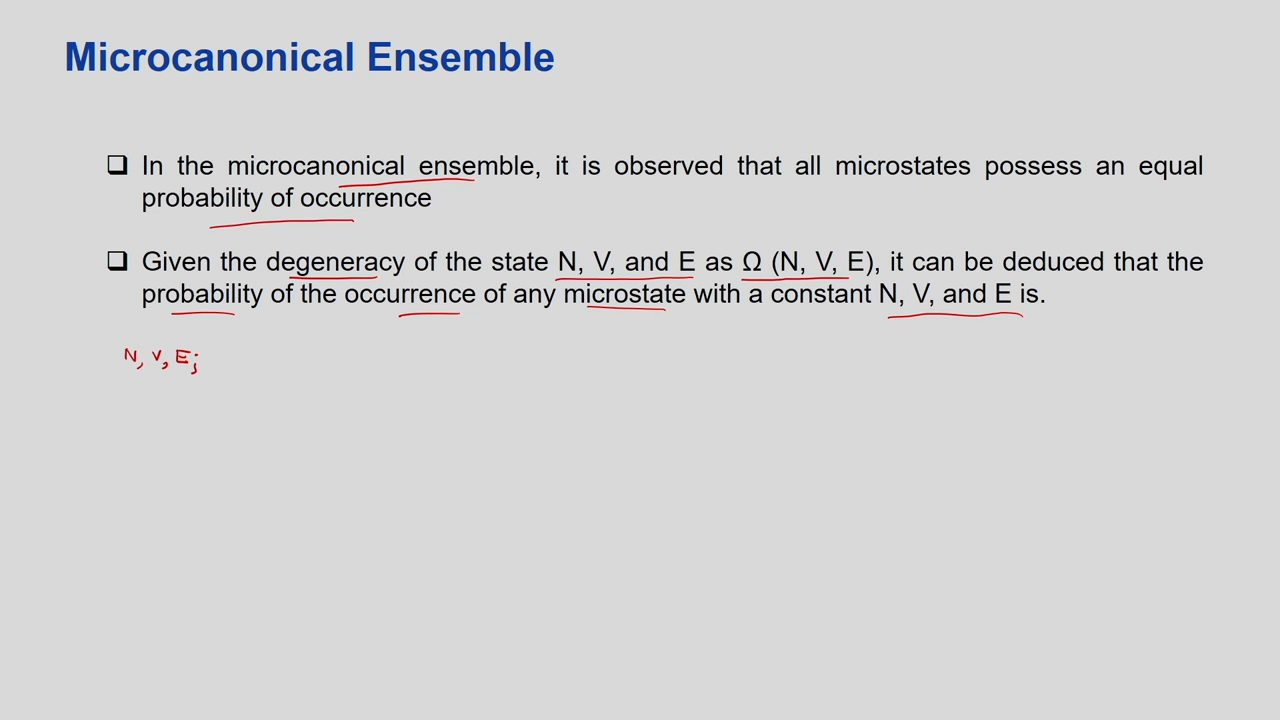 Microcanonical Ensemble
❑ In the microcanonical ensemble, it is observed that all microstates possess an equal
probability of occurrence
❑ Given the degeneracy of the state N, V, and E as Ω (N, V, E), it can be deduced that the
probability of the occurrence of any microstate with a constant N, V, and E is.
N, V, E;